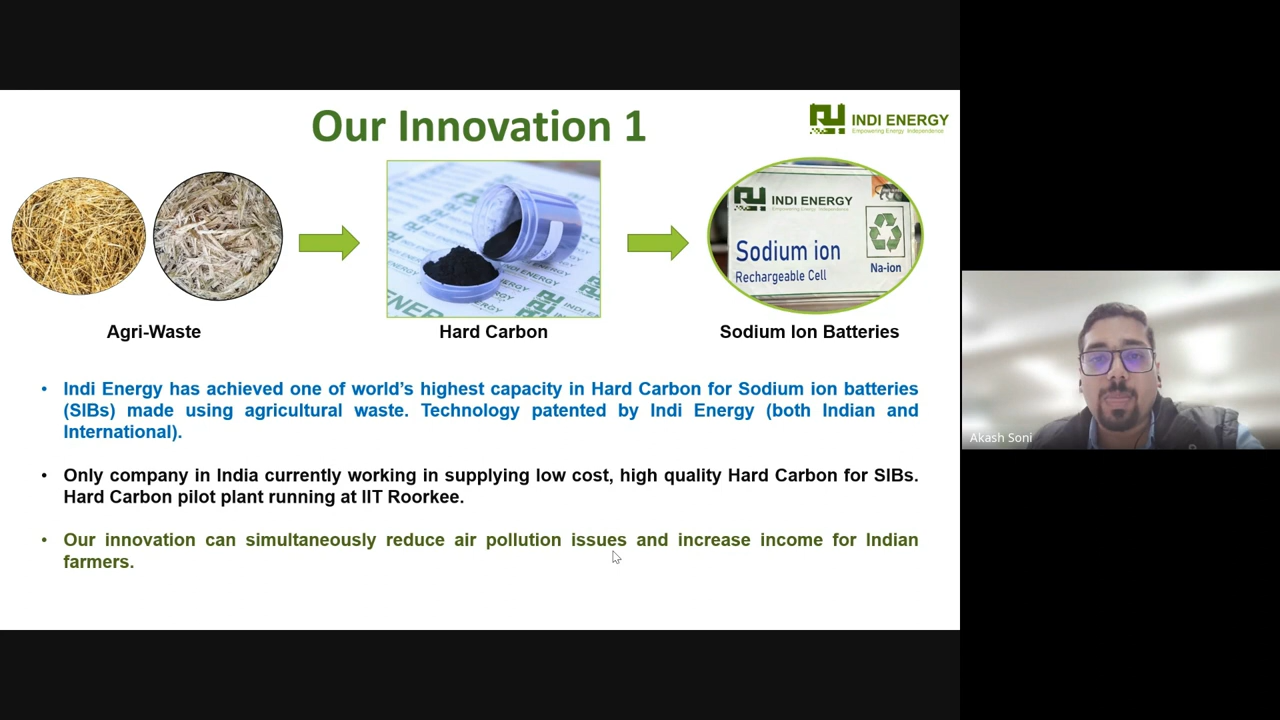 Our Innovation 1
INDI ENERGY
Empowering Energy Independence
INDI ENERGY
Sodium ion
Rechargeable Cell
Na-ion
Agri-Waste
Hard Carbon
Sodium Ion Batteries
• Indi Energy has achieved one of world's highest capacity in Hard Carbon for Sodium ion batteries
(SIBs) made using agricultural waste. Technology patented by Indi Energy (both Indian and
International).
• Only company in India currently working in supplying low cost, high quality Hard Carbon for SIBs.
Hard Carbon pilot plant running at IIT Roorkee.
• Our innovation can simultaneously reduce air pollution issues and increase income for Indian
farmers.
Akash Soni